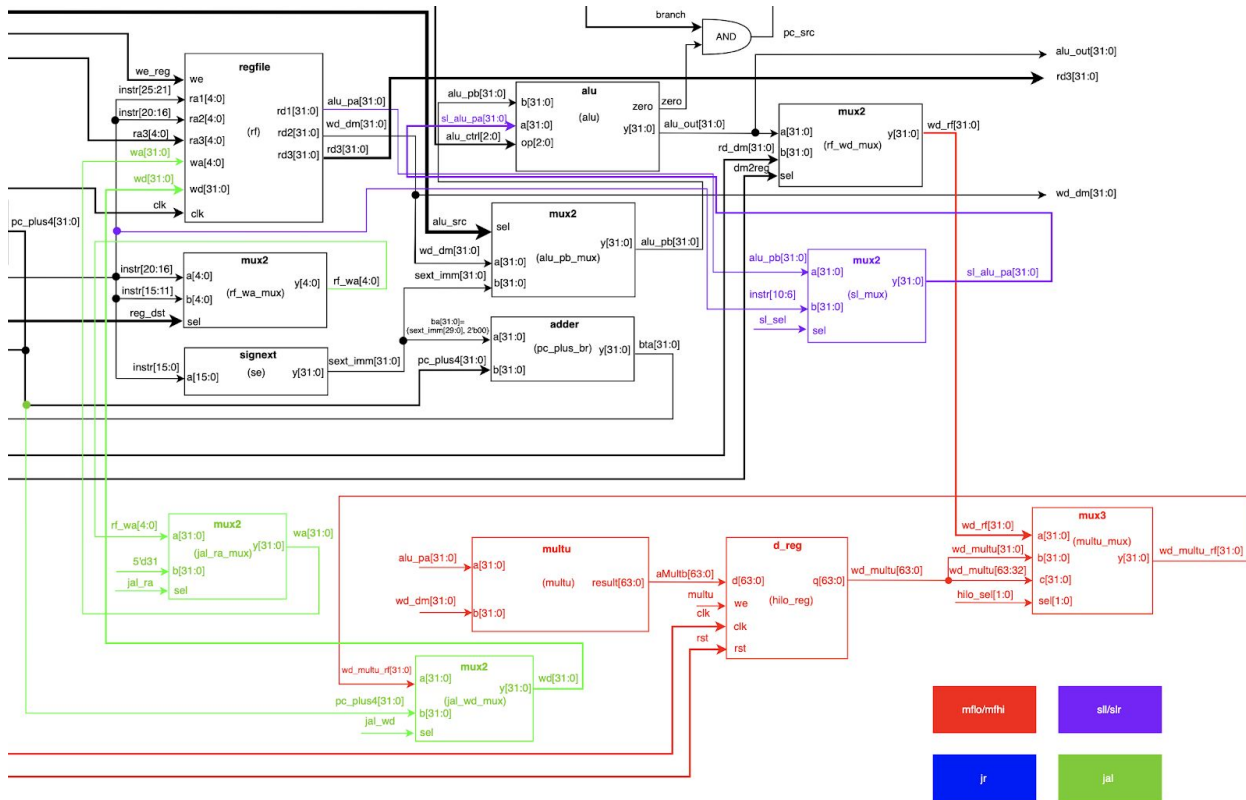 branch
AND
pc_src
alu_out[31:0]
rd3[31:0]
regfile
we_reg
we
instr[25:21]
ra1[4:0]
instr[20:16]
ra2[4:0]
(rf)
ra3[4:0]
ra3[4:0]
wa[31:0]
wa[4:0]
wd[31:0]
wd[31:0]
clk
clk
rd1[31:0]
alu_pa[31:0]
rd2[31:0]
wd_dm[31:0]
rd3[31:0]
rd3[31:0]
alu
alu_pb[31:0]
b[31:0]
zero
zero
sl_alu_pa[31:0]
a[31:0]
(alu)
y[31:0]
alu_out[31:0]
alu_ctrl[2:0]
op[2:0]
mux2
a[31:0]
y[31:0]
wd_rf[31:0]
(rf_wd_mux)
rd_dm[31:0]
b[31:0]
dm2reg
sel
wd_dm[31:0]
pc_plus4[31:0]
mux2
instr[20:16]
a[4:0]
y[4:0]
rf_wa[4:0]
instr[15:11]
b[4:0]
(rf_wa_mux)
reg_dst
sel
mux2
alu_src
sel
y[31:0]
alu_pb[31:0]
wd_dm[31:0]
a[31:0]
(alu_pb_mux)
sext_imm[31:0]
b[31:0]
mux2
alu_pb[31:0]
a[31:0]
y[31:0]
sl_alu_pa[31:0]
(sl_mux)
instr[10:6]
b[31:0]
sl_sel
sel
signext
(se)
instr[15:0]
a[15:0]
y[31:0]
sext_imm[31:0]
adder
ba[31:0]=
(sext_imm[29:0], 2'b00)
a[31:0]
(pc_plus_br)
y[31:0]
bta[31:0]
pc_plus4[31:0]
b[31:0]
mux2
rf_wa[4:0]
a[31:0]
y[31:0]
wa[31:0]
(jal_ra_mux)
5'd31
b[31:0]
jal_ra
sel
multu
alu_pa[31:0]
a[31:0]
(multu)
result[63:0]
aMultb[63:0]
wd_dm[31:0]
b[31:0]
d_reg
d[63:0]
q[63:0]
wd_multu[63:0]
multu
we
(hilo_reg)
clk
clk
rst
rst
mux3
wd_rf[31:0]
a[31:0]
(multu_mux)
wd_multu[31:0]
b[31:0]
y[31:0]
wd_multu_rf[31:0]
wd_multu[63:32]
c[31:0]
hilo_sel[1:0]
sel[1:0]
mux2
wd_multu_rf[31:0]
a[31:0]
y[31:0]
wd[31:0]
pc_plus4[31:0]
b[31:0]
(jal_wd_mux)
jal_wd
sel
mflo/mfhi
sll/slr
jr
jal